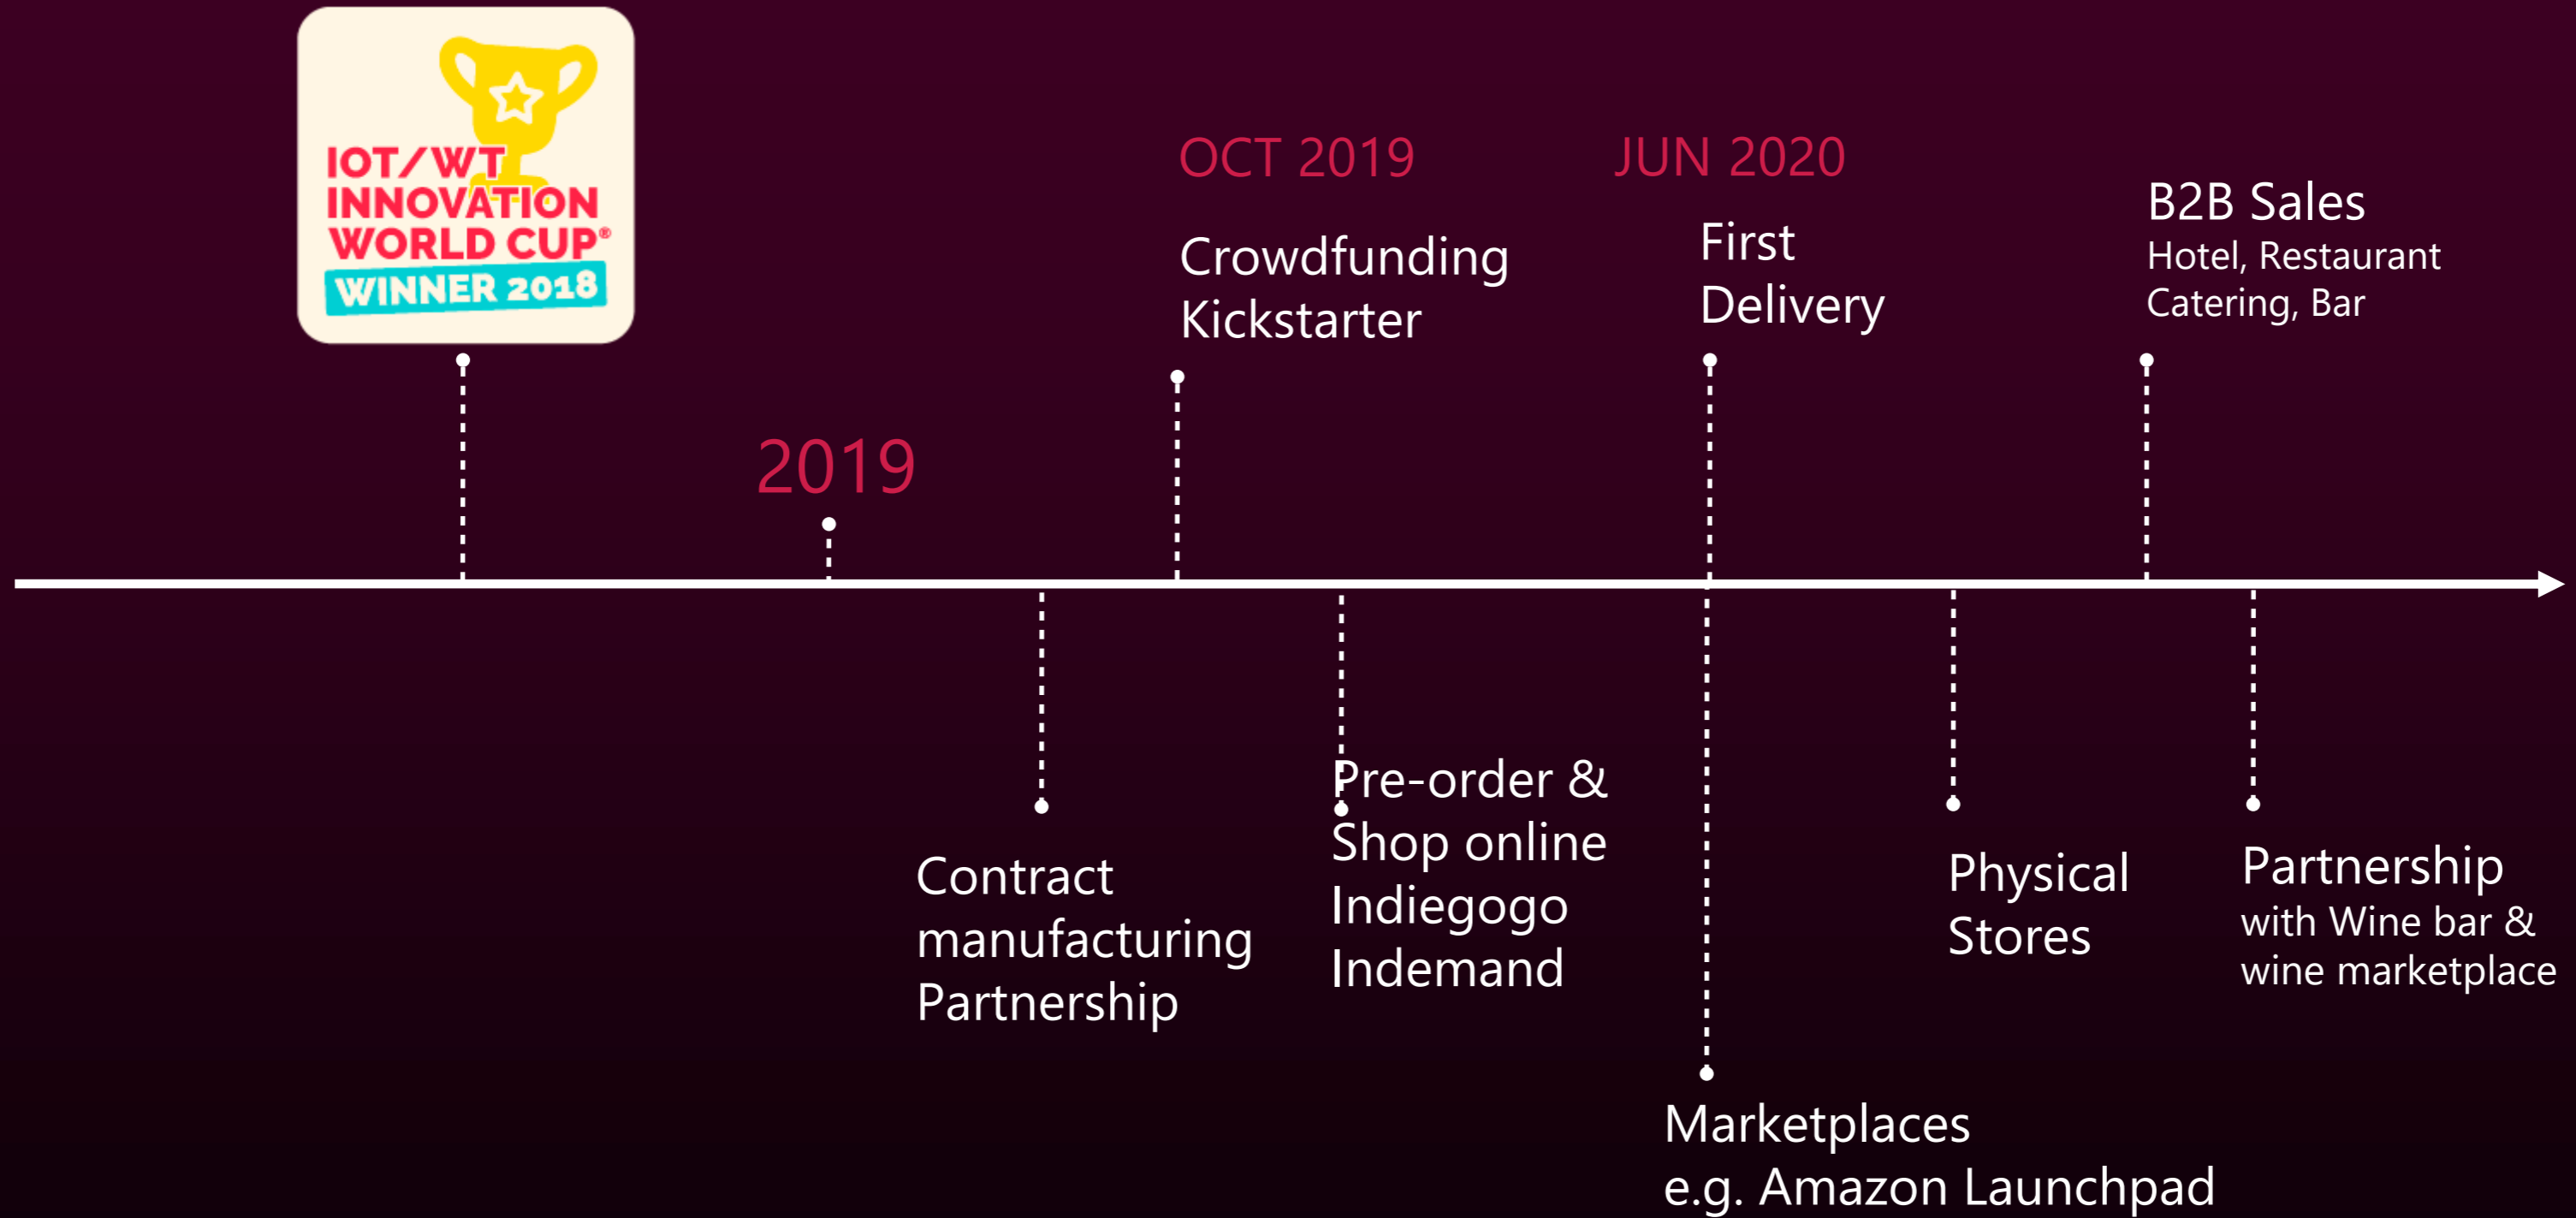 IOT/WT
INNOVATION
WORLD CUP®
WINNER 2018
2019
OCT 2019
Crowdfunding
Kickstarter
JUN 2020
First
Delivery
B2B Sales
Hotel, Restaurant
Catering, Bar
Contract
manufacturing
Partnership
Pre-order &
Shop online
Indiegogo
Indemand
Marketplaces
e.g. Amazon Launchpad
Physical
Stores
Partnership
with Wine bar &
wine marketplace